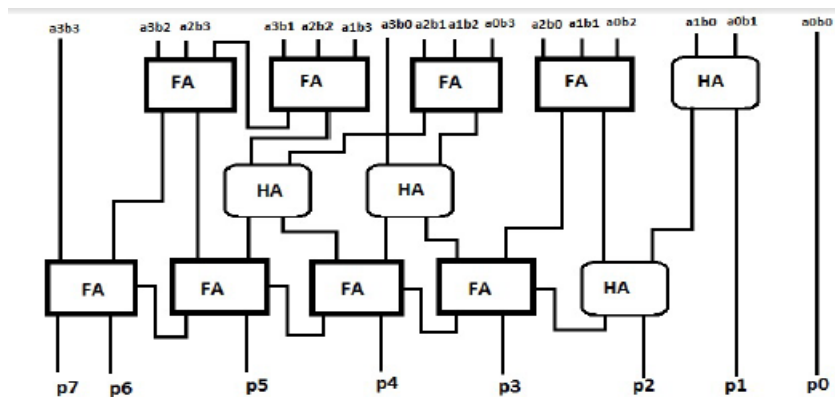 a3b3 a3b2 a2b3 a3b1 a2b2 a1b3 a3b0 a2b1 a1b2 a0b3 a2b0 a1b1 a0b2 a1b0 a0b1 a0b0
FA FA FA FA HA
HA HA
FA FA FA FA HA
p7 p6 p5 p4 p3 p2 p1 p0